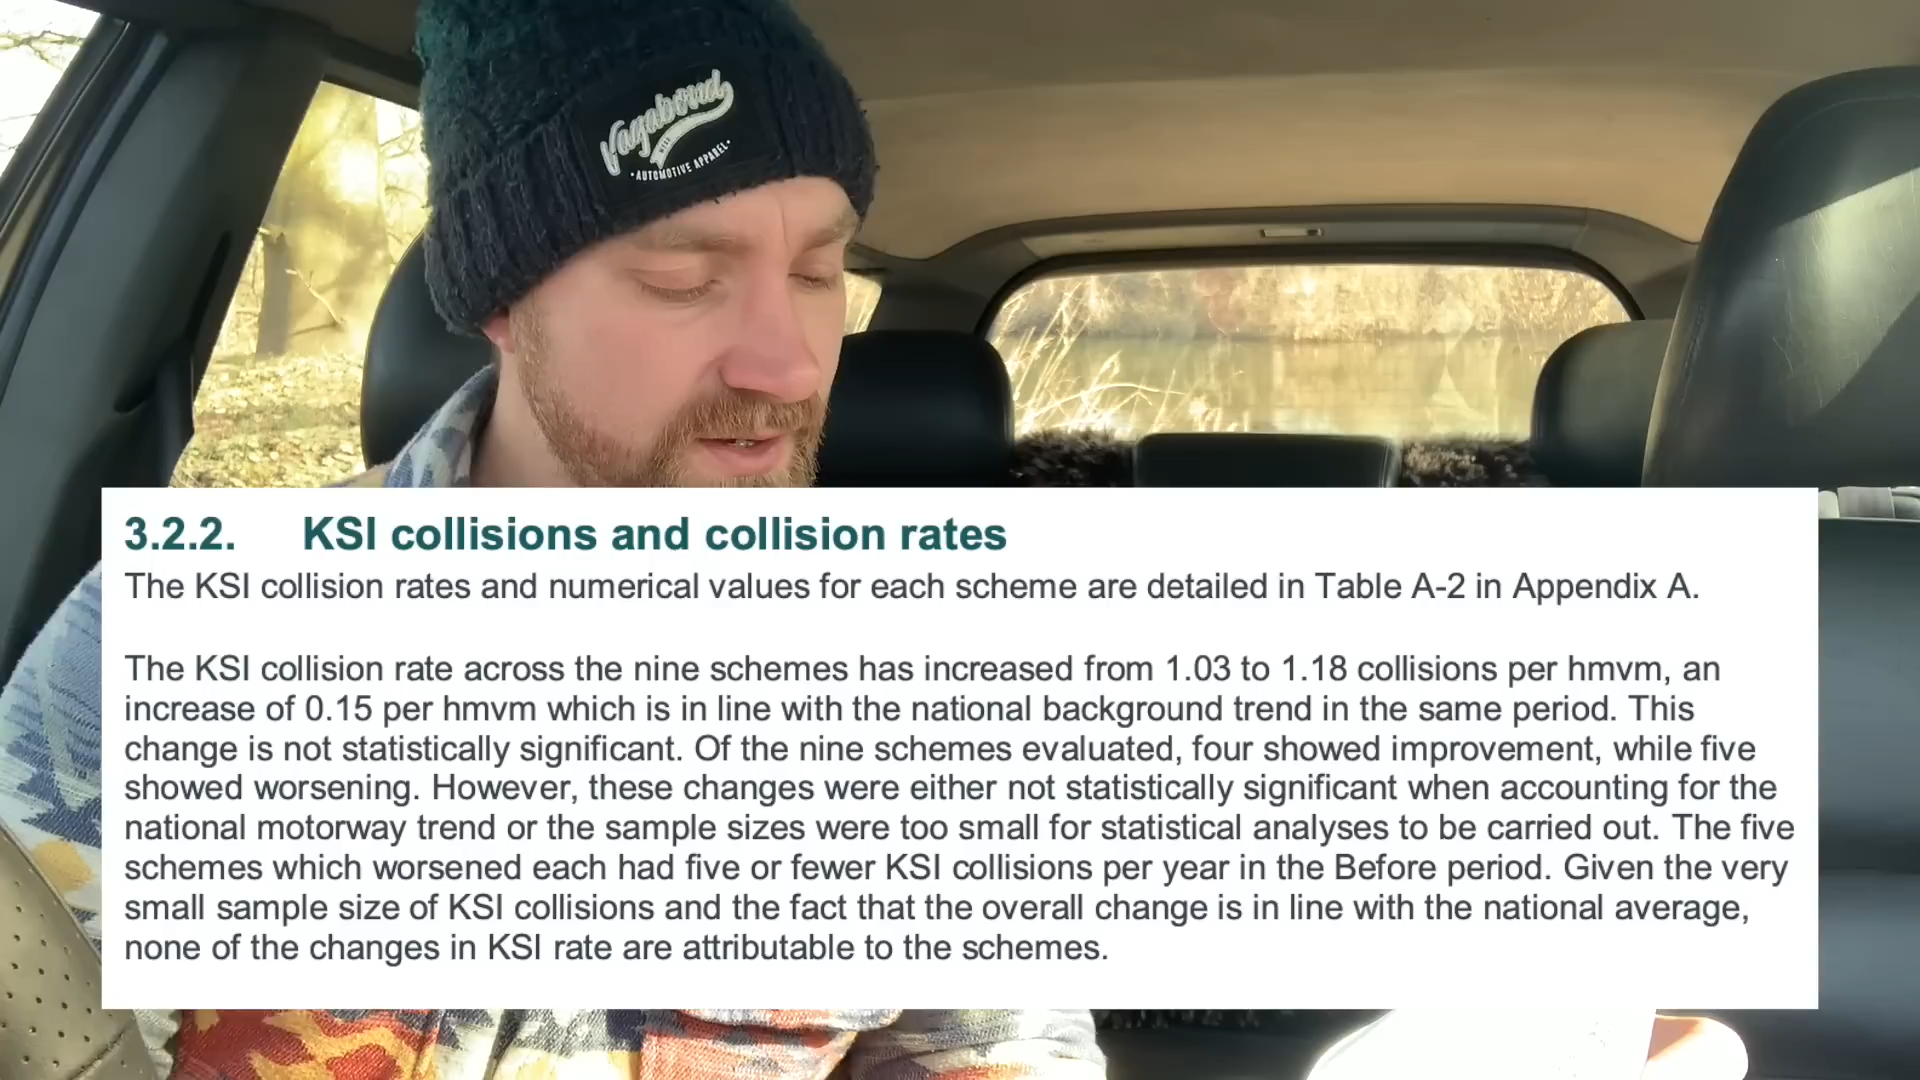 Vagabond
•AUTOMOTIVE APPAREL•
3.2.2. KSI collisions and collision rates
The KSI collision rates and numerical values for each scheme are detailed in Table A-2 in Appendix A.
The KSI collision rate across the nine schemes has increased from 1.03 to 1.18 collisions per hmvm, an
increase of 0.15 per hmvm which is in line with the national background trend in the same period. This
change is not statistically significant. Of the nine schemes evaluated, four showed improvement, while five
showed worsening. However, these changes were either not statistically significant when accounting for the
national motorway trend or the sample sizes were too small for statistical analyses to be carried out. The five
schemes which worsened each had five or fewer KSI collisions per year in the Before period. Given the very
small sample size of KSI collisions and the fact that the overall change is in line with the national average,
none of the changes in KSI rate are attributable to the schemes.